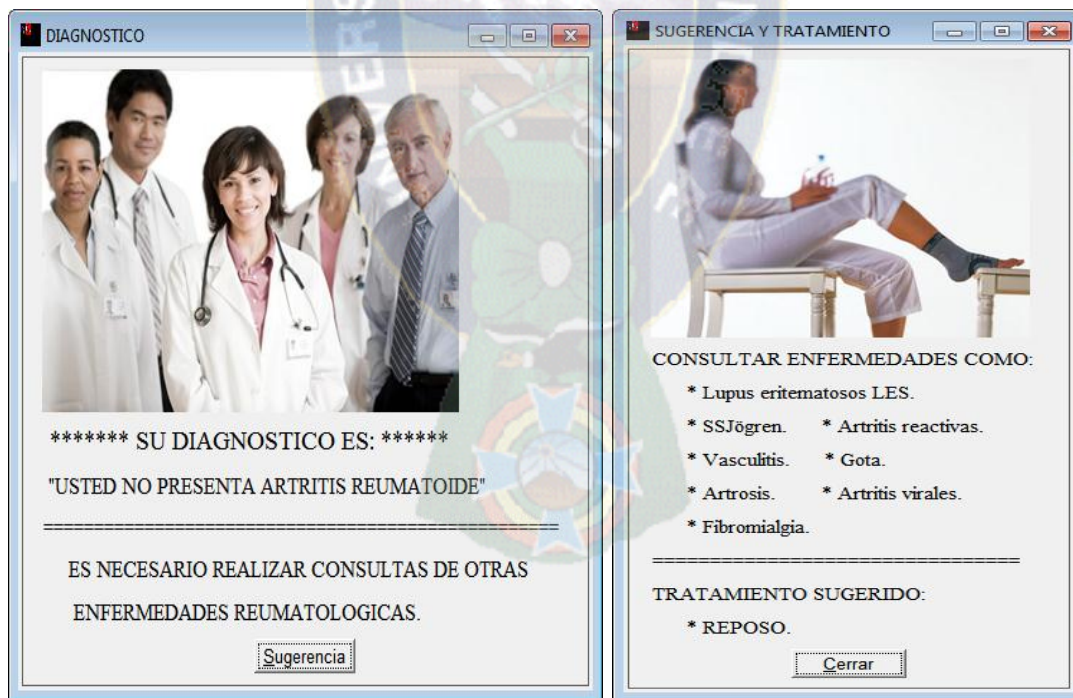 DIAGNOSTICO
******* SU DIAGNOSTICO ES: ******
"USTED NO PRESENTA ARTRITIS REUMATOIDE"
ES NECESARIO REALIZAR CONSULTAS DE OTRAS
ENFERMEDADES REUMATOLOGICAS.
Sugerencia
SUGERENCIA Y TRATAMIENTO
CONSULTAR ENFERMEDADES COMO:
* Lupus eritematosos LES.
* SSJögren. * Artritis reactivas.
* Vasculitis. * Gota.
* Artrosis. * Artritis virales.
* Fibromialgia.
TRATAMIENTO SUGERIDO:
* REPOSO.
Cerrar